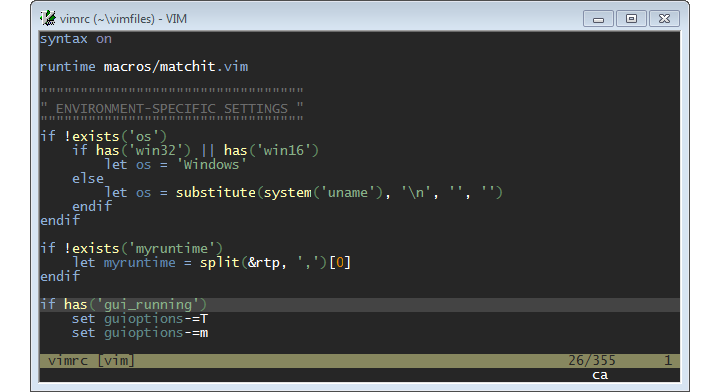 vimrc (~\vimfiles) - VIM
syntax on
runtime macros/matchit.vim
"""""""""""""""""""""""""""""""""
" ENVIRONMENT-SPECIFIC SETTINGS "
"""""""""""""""""""""""""""""""""
if !exists('os')
    if has('win32') || has('win16')
        let os = 'Windows'
    else
        let os = substitute(system('uname'), '\n', '', '')
    endif
endif
if !exists('myruntime')
    let myruntime = split(&rtp, ',')[0]
endif
if has('gui_running')
    set guioptions-=T
    set guioptions-=m
vimrc [vim] 26/355 1
ca